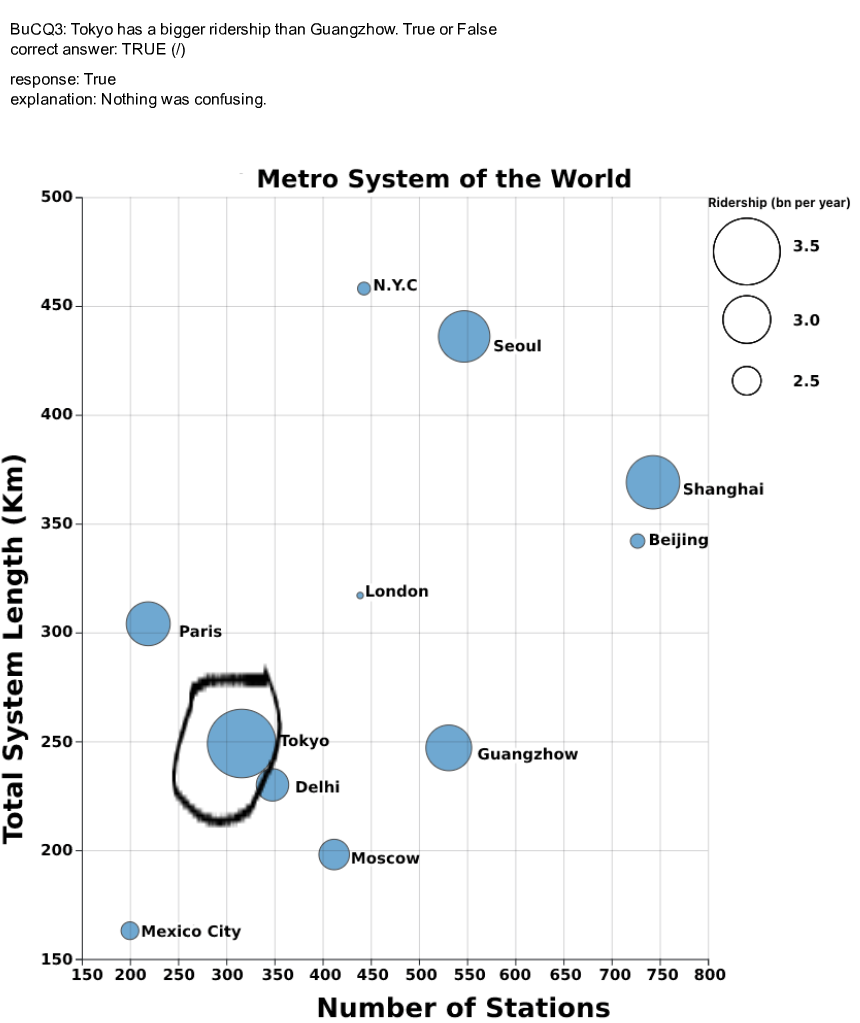 BuCQ3: Tokyo has a bigger ridership than Guangzhow. True or False
correct answer: TRUE (/)
response: True
explanation: Nothing was confusing.
Metro System of the World
Ridership (bn per year)
3.5
3.0
2.5
500
450
400
350
300
250
200
150
Total System Length (Km)
N.Y.C
Seoul
Shanghai
Beijing
London
Paris
Tokyo
Guangzhow
Delhi
Moscow
Mexico City
150 200 250 300 400 450 500 550 600 650 700 750 800
Number of Stations